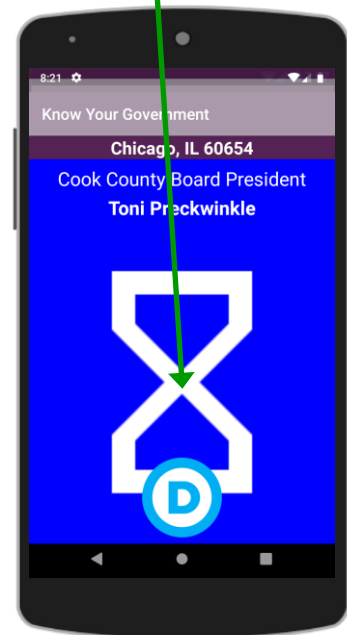 8:21
Know Your Government
Chicago, IL 60654
Cook County Board President
Toni Preckwinkle
D